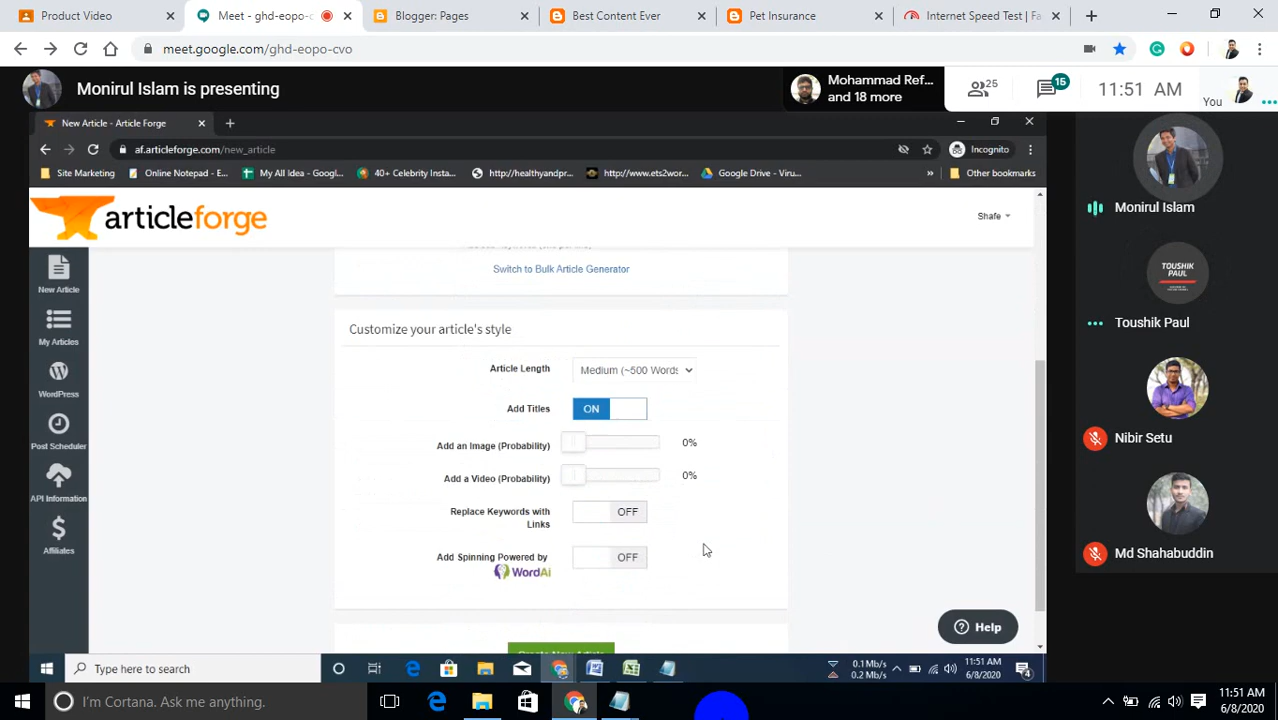 Product Video
Meet - ghd-eopo-c
Blogger: Pages
Best Content Ever
Pet Insurance
Internet Speed Test | Fa
meet.google.com/ghd-eopo-cvo
Monirul Islam is presenting
Mohammad Ref...
and 18 more
25
15
11:51 AM
You
New Article - Article Forge
af.articleforge.com/new_article
Incognito
Site Marketing
Online Notepad - E...
My All Idea - Googl...
40+ Celebrity Insta...
http://healthyandpr...
http://www.ets2wor...
Google Drive - Viru...
»
Other bookmarks
articleforge
Shafe
New Article
My Articles
WordPress
Post Scheduler
API Information
Affiliates
Switch to Bulk Article Generator
Customize your article's style
Article Length
Medium (~500 Words
Add Titles
ON
Add an Image (Probability)
0%
Add a Video (Probability)
0%
Replace Keywords with
Links
OFF
Add Spinning Powered by
WordAi
OFF
Help
Monirul Islam
TOUSHIK
PAUL
Toushik Paul
Nibir Setu
Md Shahabuddin
Type here to search
0.1 Mb/s
0.2 Mb/s
11:51 AM
6/8/2020
4
I'm Cortana. Ask me anything.
11:51 AM
6/8/2020